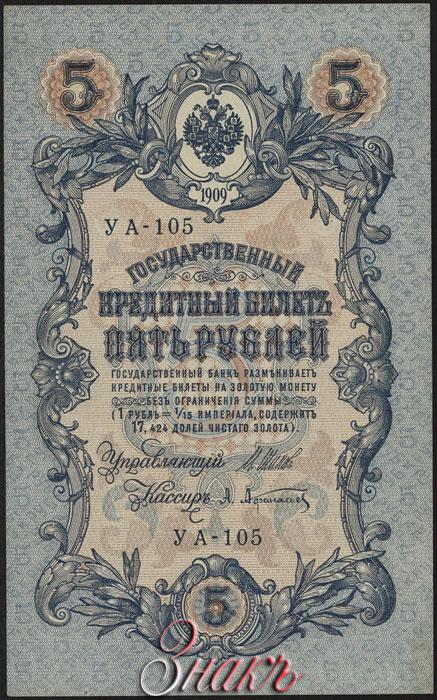 5 5
1909
УА-105
ГОСУДАРСТВЕННЫЙ
КРЕДИТНЫЙ БИЛЕТЪ
ПЯТЬ РУБЛЕЙ
ГОСУДАРСТВЕННЫЙ БАНКЪ РАЗМѢНИВАЕТЪ
КРЕДИТНЫЕ БИЛЕТЫ НА ЗОЛОТУЮ МОНЕТУ
БЕЗЪ ОГРАНИЧЕНІЯ СУММЫ
(1 РУБЛЬ = 1/15 ИМПЕРІАЛА, СОДЕРЖИТЪ
17,424 ДОЛЕЙ ЧИСТАГО ЗОЛОТА).
Управляющій И. Шипов
Кассиръ А. Афанасьев
УА-105
5
Знакъ